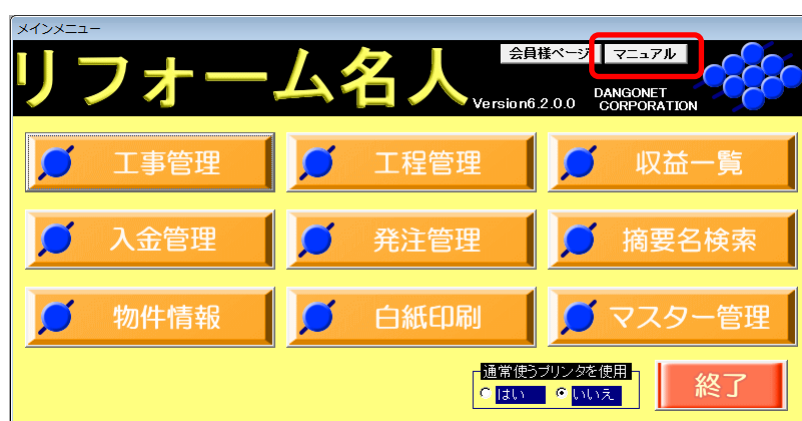 メインメニュー
会員様ページ マニュアル
リフォーム名人
Version6.2.0.0
DANGONET
CORPORATION
工事管理 工程管理 収益一覧
入金管理 発注管理 摘要名検索
物件情報 白紙印刷 マスター管理
通常使うプリンタを使用
はい いいえ
終了